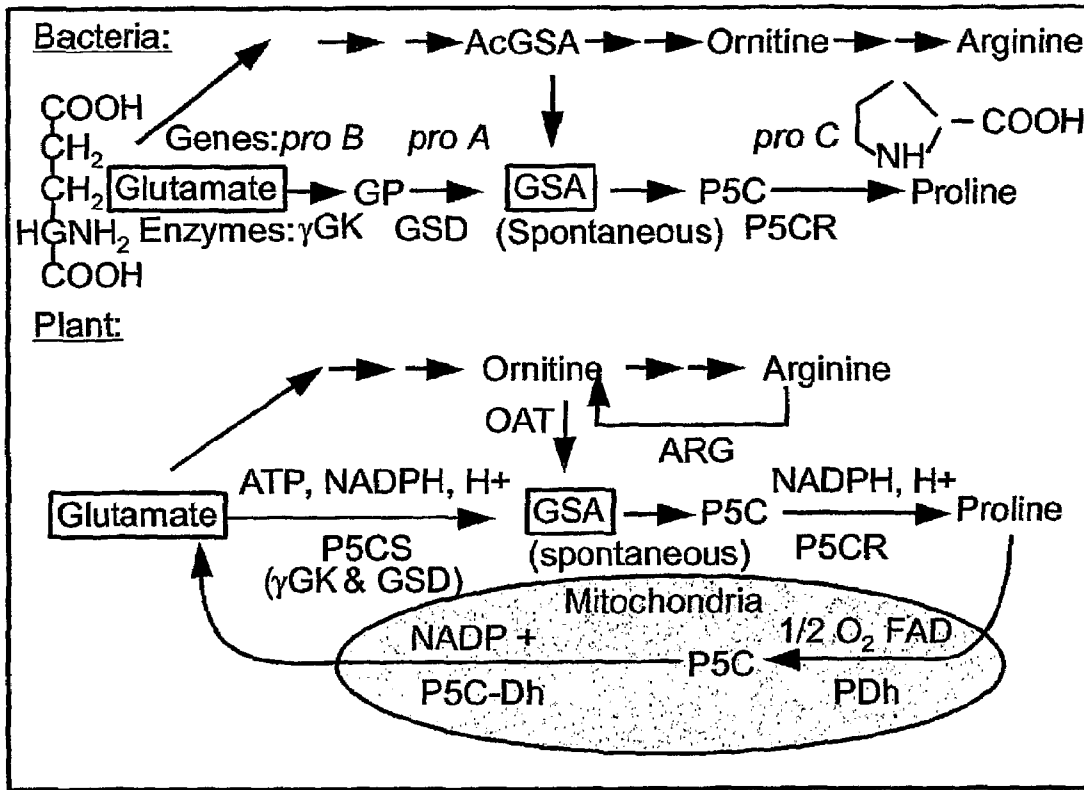 Bacteria:
AcGSA Ornitine Arginine
COOH
CH2
CH2
HGNH2
COOH
Genes: pro B pro A pro C
NH
COOH
Glutamate GP GSA P5C Proline
Enzymes: γGK GSD (Spontaneous) P5CR
Plant:
Ornitine Arginine
OAT
ARG
ATP, NADPH, H+ NADPH, H+
Glutamate GSA P5C Proline
P5CS (spontaneous) P5CR
(γGK & GSD)
Mitochondria
NADP + P5C 1/2 O2 FAD
P5C-Dh PDh